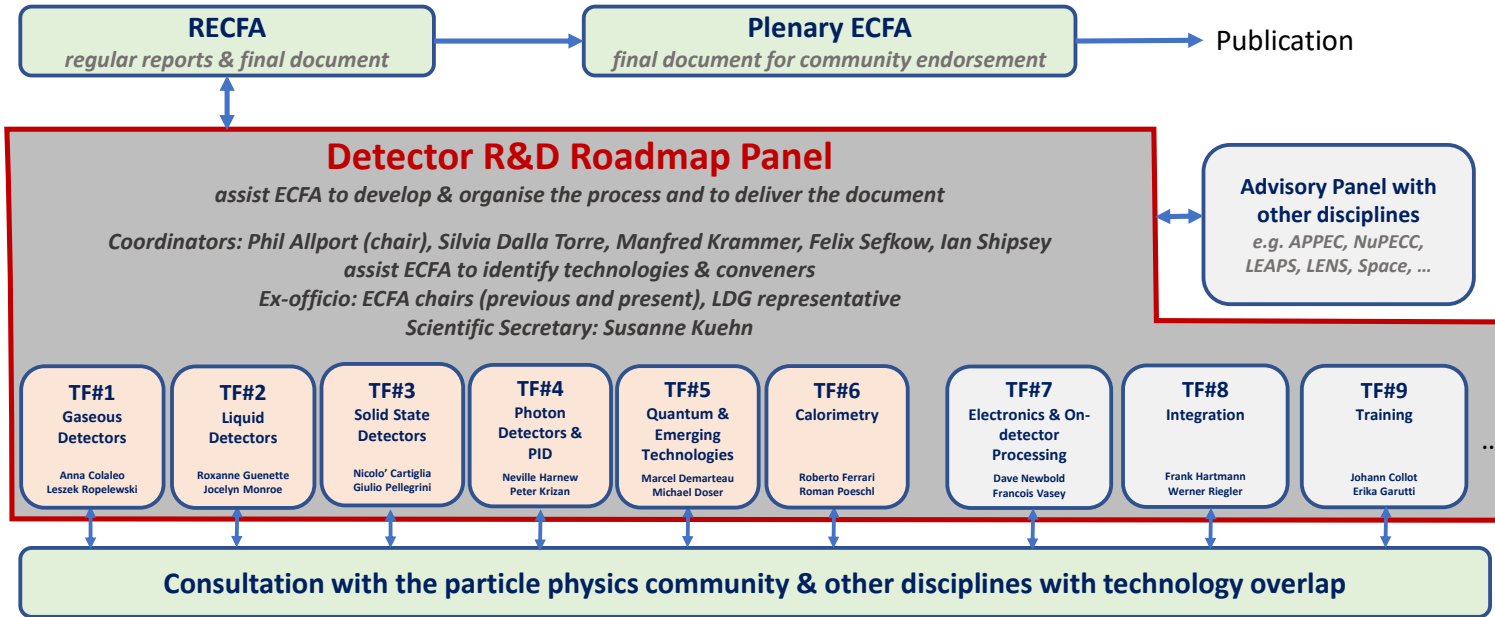 RECFA
regular reports & final document
Plenary ECFA
final document for community endorsement
Publication
Detector R&D Roadmap Panel
assist ECFA to develop & organise the process and to deliver the document
Coordinators: Phil Allport (chair), Silvia Dalla Torre, Manfred Krammer, Felix Sefkow, Ian Shipsey
assist ECFA to identify technologies & conveners
Ex-officio: ECFA chairs (previous and present), LDG representative
Scientific Secretary: Susanne Kuehn
Advisory Panel with
other disciplines
e.g. APPEC, NuPECC,
LEAPS, LENS, Space, …
TF#1
Gaseous
Detectors
Anna Colaleo
Leszek Ropelewski
TF#2
Liquid
Detectors
Roxanne Guenette
Jocelyn Monroe
TF#3
Solid State
Detectors
Nicolo’ Cartiglia
Giulio Pellegrini
TF#4
Photon
Detectors &
PID
Neville Harnew
Peter Krizan
TF#5
Quantum &
Emerging
Technologies
Marcel Demarteau
Michael Doser
TF#6
Calorimetry
Roberto Ferrari
Roman Poeschl
TF#7
Electronics & On-
detector
Processing
Dave Newbold
Francois Vasey
TF#8
Integration
Frank Hartmann
Werner Riegler
TF#9
Training
Johann Collot
Erika Garutti
…
Consultation with the particle physics community & other disciplines with technology overlap